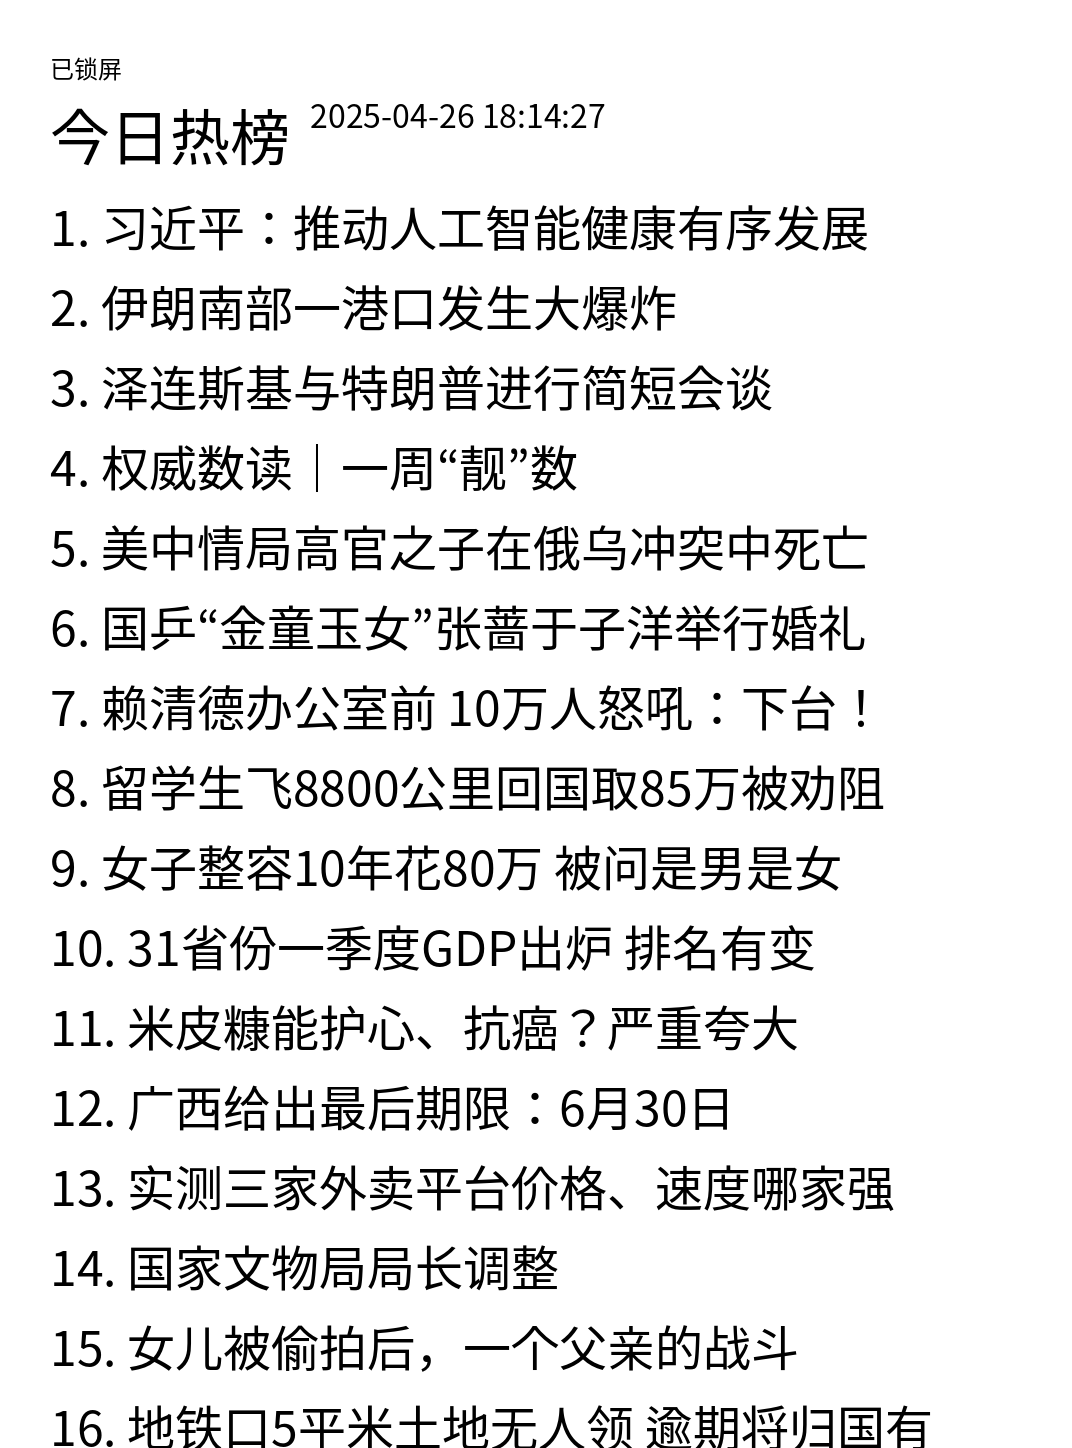 已锁屏
今日热榜 2025-04-26 18:14:27
1. 习近平：推动人工智能健康有序发展
2. 伊朗南部一港口发生大爆炸
3. 泽连斯基与特朗普进行简短会谈
4. 权威数读｜一周“靓”数
5. 美中情局高官之子在俄乌冲突中死亡
6. 国乒“金童玉女”张蔷于子洋举行婚礼
7. 赖清德办公室前 10万人怒吼：下台！
8. 留学生飞8800公里回国取85万被劝阻
9. 女子整容10年花80万 被问是男是女
10. 31省份一季度GDP出炉 排名有变
11. 米皮糠能护心、抗癌？严重夸大
12. 广西给出最后期限：6月30日
13. 实测三家外卖平台价格、速度哪家强
14. 国家文物局局长调整
15. 女儿被偷拍后，一个父亲的战斗
16. 地铁口5平米土地无人领 逾期将归国有